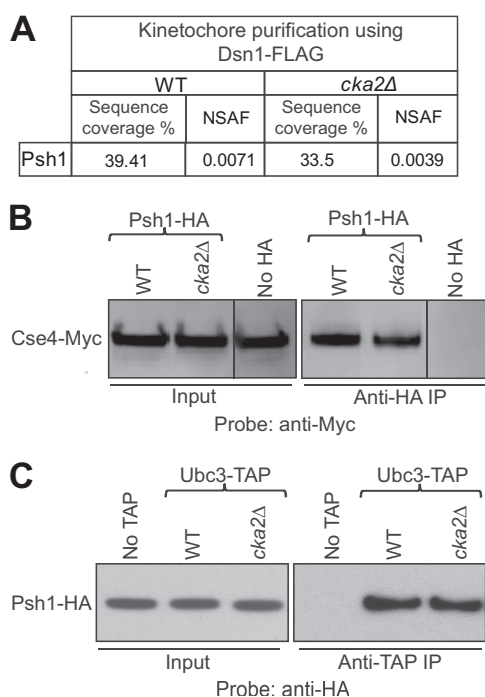 A
Kinetochore purification using
Dsn1-FLAG
WT cka2Δ
Sequence coverage % NSAF Sequence coverage % NSAF
Psh1 39.41 0.0071 33.5 0.0039
B
Psh1-HA Psh1-HA
WT cka2Δ No HA WT cka2Δ No HA
Cse4-Myc
Input Anti-HA IP
Probe: anti-Myc
C
Ubc3-TAP Ubc3-TAP
No TAP WT cka2Δ No TAP WT cka2Δ
Psh1-HA
Input Anti-TAP IP
Probe: anti-HA